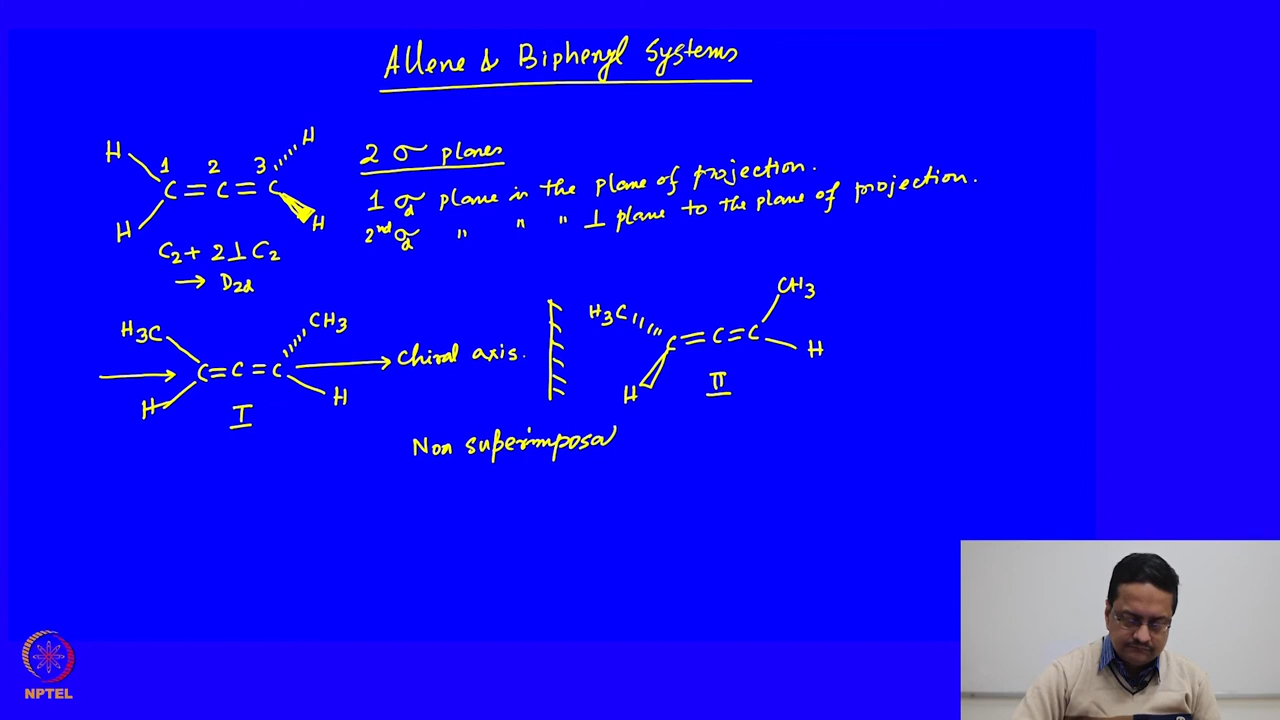 Allene & Biphenyl Systems
H H
1 2 3
C = C = C
H H
C2 + 2 ⊥ C2
→ D2d
2 σ planes
1 σd plane in the plane of projection.
2nd σd " " " ⊥ plane to the plane of projection.
H3C CH3
C = C = C → Chiral axis.
H H
I
CH3
H3C
C = C = C
H H
II
Non superimposa
NPTEL